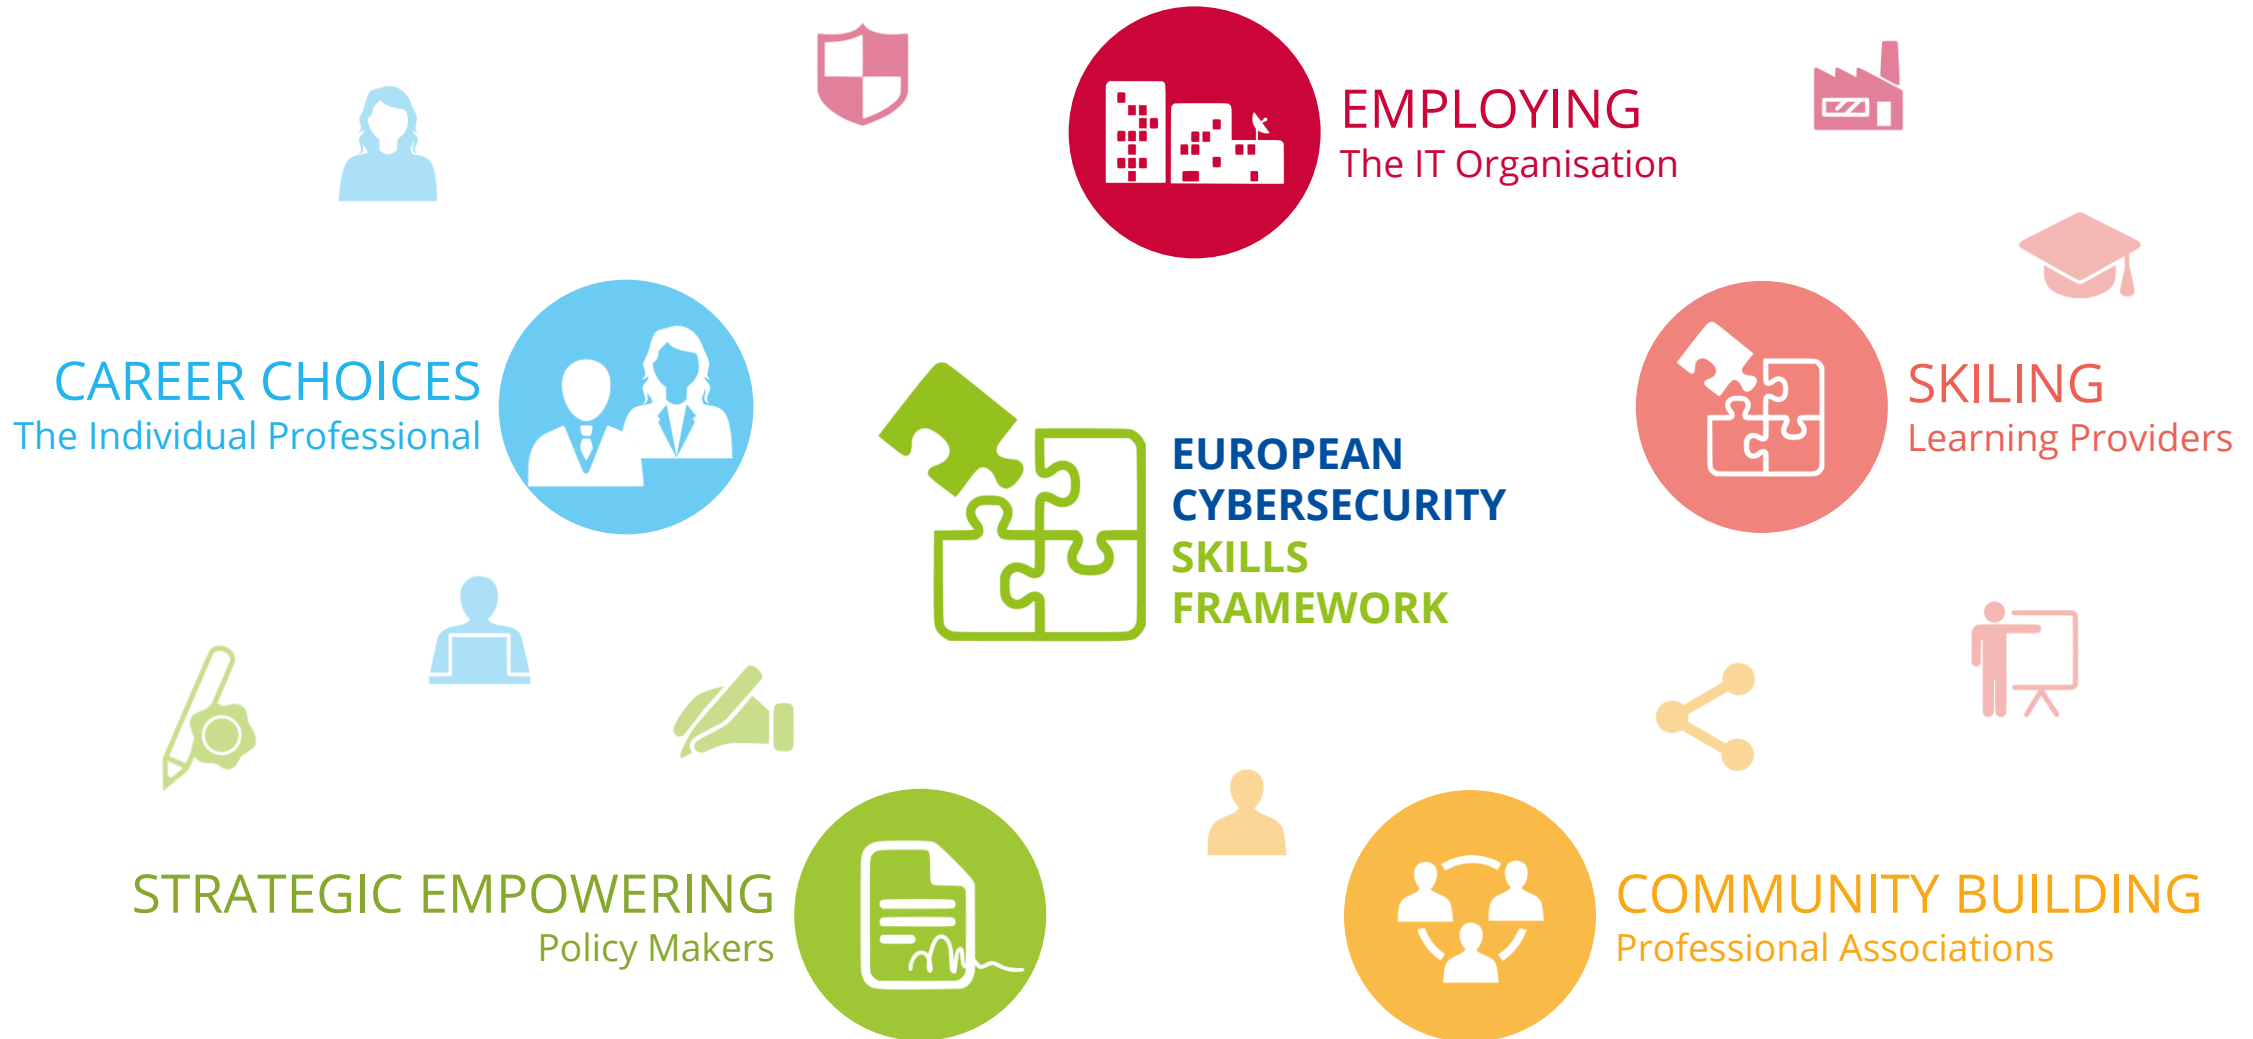 EMPLOYING
The IT Organisation
CAREER CHOICES
The Individual Professional
SKILING
Learning Providers
EUROPEAN
CYBERSECURITY
SKILLS
FRAMEWORK
STRATEGIC EMPOWERING
Policy Makers
COMMUNITY BUILDING
Professional Associations